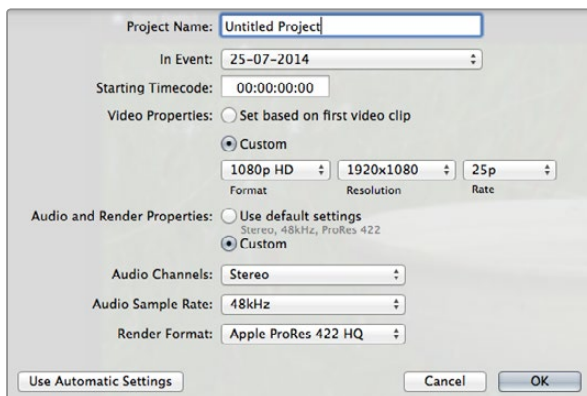 Project Name: Untitled Project
In Event: 25-07-2014
Starting Timecode: 00:00:00:00
Video Properties: Set based on first video clip
Custom
1080p HD 1920x1080 25p
Format Resolution Rate
Audio and Render Properties: Use default settings
Stereo, 48kHz, ProRes 422
Custom
Audio Channels: Stereo
Audio Sample Rate: 48kHz
Render Format: Apple ProRes 422 HQ
Use Automatic Settings Cancel OK